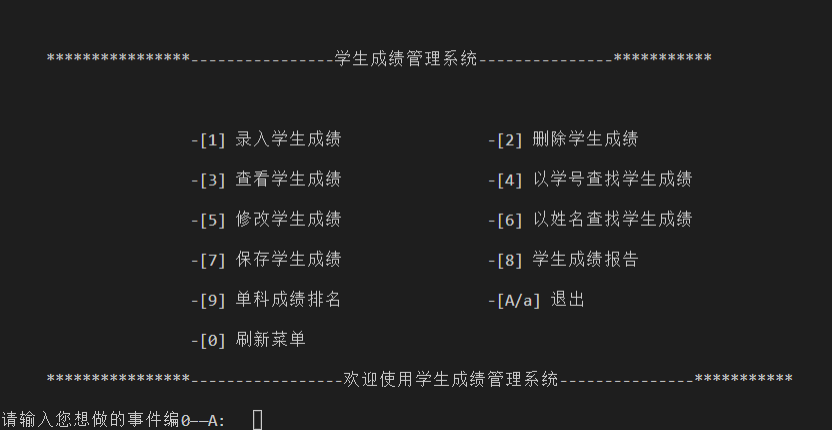 ****************----------------学生成绩管理系统---------------***********
-[1] 录入学生成绩 -[2] 删除学生成绩
-[3] 查看学生成绩 -[4] 以学号查找学生成绩
-[5] 修改学生成绩 -[6] 以姓名查找学生成绩
-[7] 保存学生成绩 -[8] 学生成绩报告
-[9] 单科成绩排名 -[A/a] 退出
-[0] 刷新菜单
****************-----------------欢迎使用学生成绩管理系统---------------***********
请输入您想做的事件编0——A: